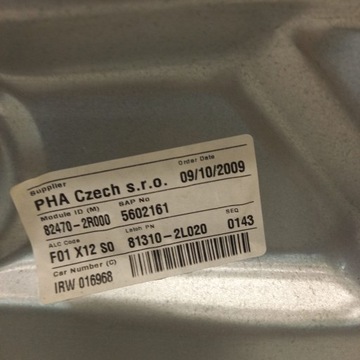 Supplier
PHA Czech s.r.o.
Order Date
09/10/2009
Module ID (M)
82470-2R000
SAP No
5602161
ALC Code
F01 X12 S0
Latch PN
81310-2L020
SEQ
0143
Car Number (C)
IRW 016968